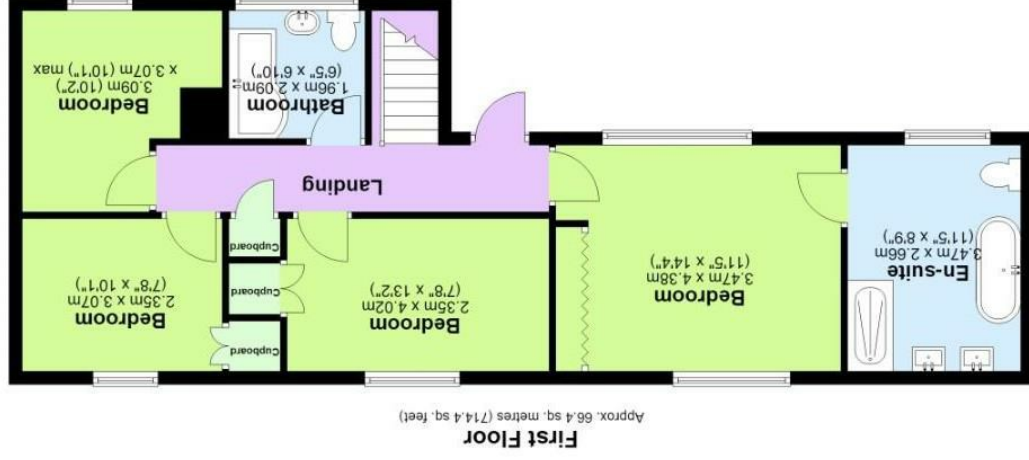 First Floor
Approx. 66.4 sq. metres (714.4 sq. feet)
En-suite
3.47m x 2.66m
(11'5" x 8'9")
Bedroom
3.47m x 4.38m
(11'5" x 14'4")
Bedroom
2.35m x 4.02m
(7'8" x 13'2")
Cupboard
Cupboard
Cupboard
Bedroom
2.35m x 3.07m
(7'8" x 10'1")
Landing
Bathroom
1.96m x 2.09m
(6'5" x 6'10")
Bedroom
3.09m (10'2")
x 3.07m (10'1") max